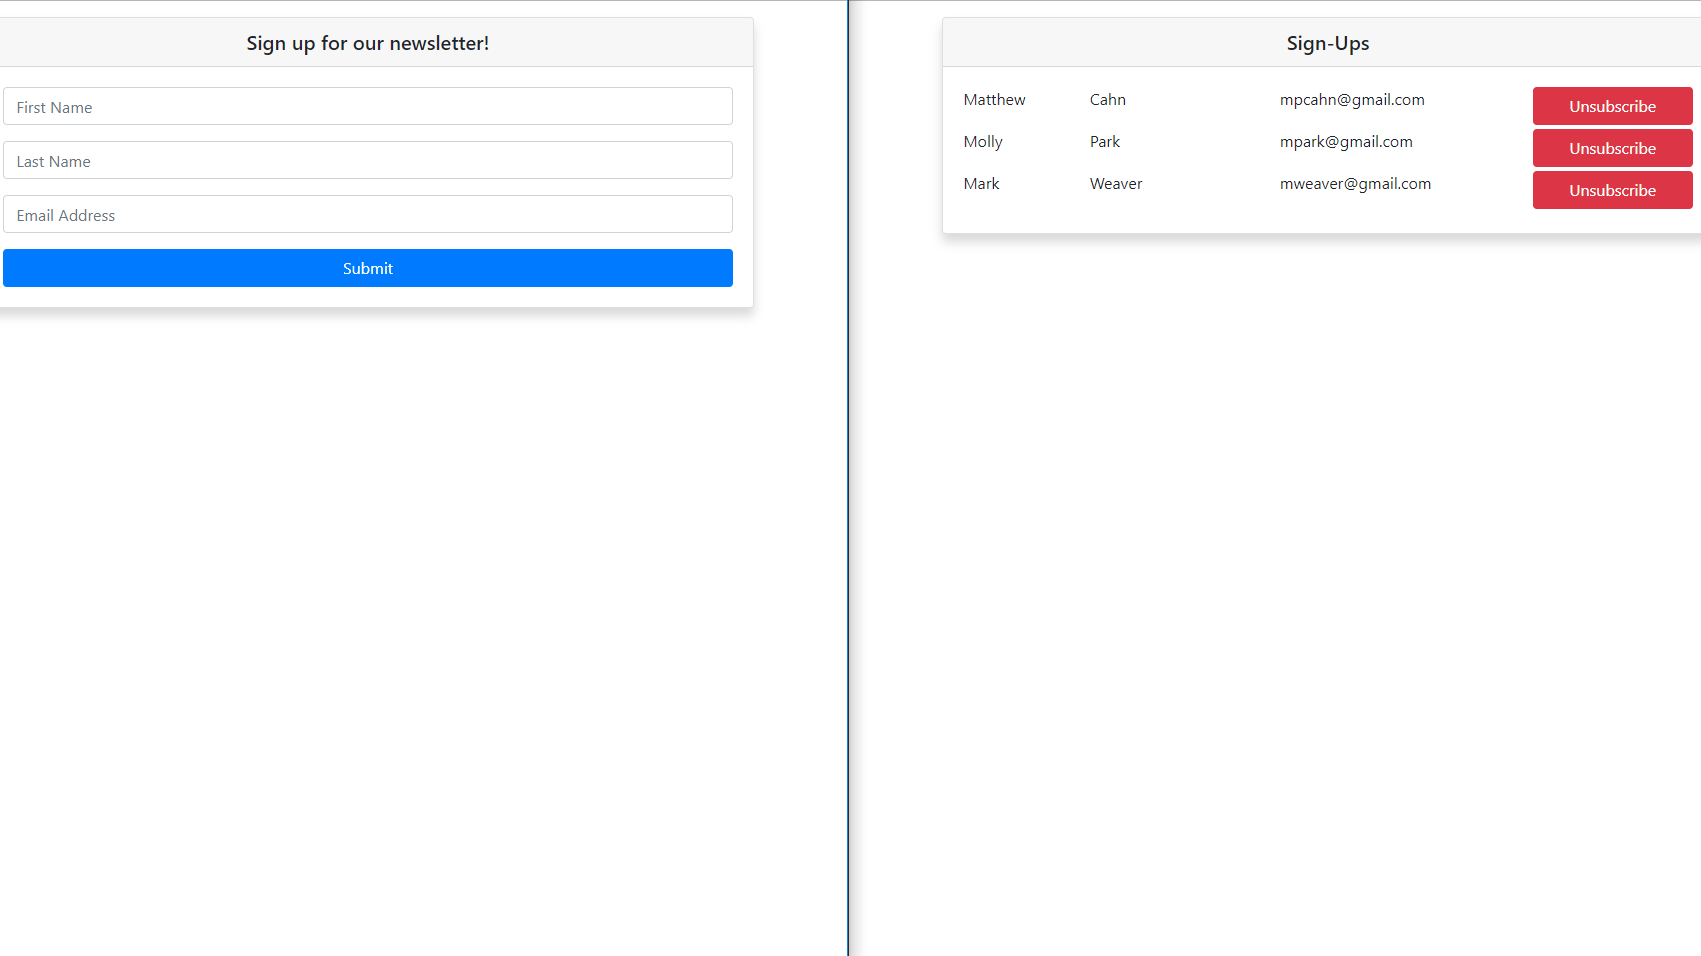 Sign up for our newsletter!
First Name
Last Name
Email Address
Submit
Sign-Ups
Matthew Cahn mpcahn@gmail.com Unsubscribe
Molly Park mpark@gmail.com Unsubscribe
Mark Weaver mweaver@gmail.com Unsubscribe